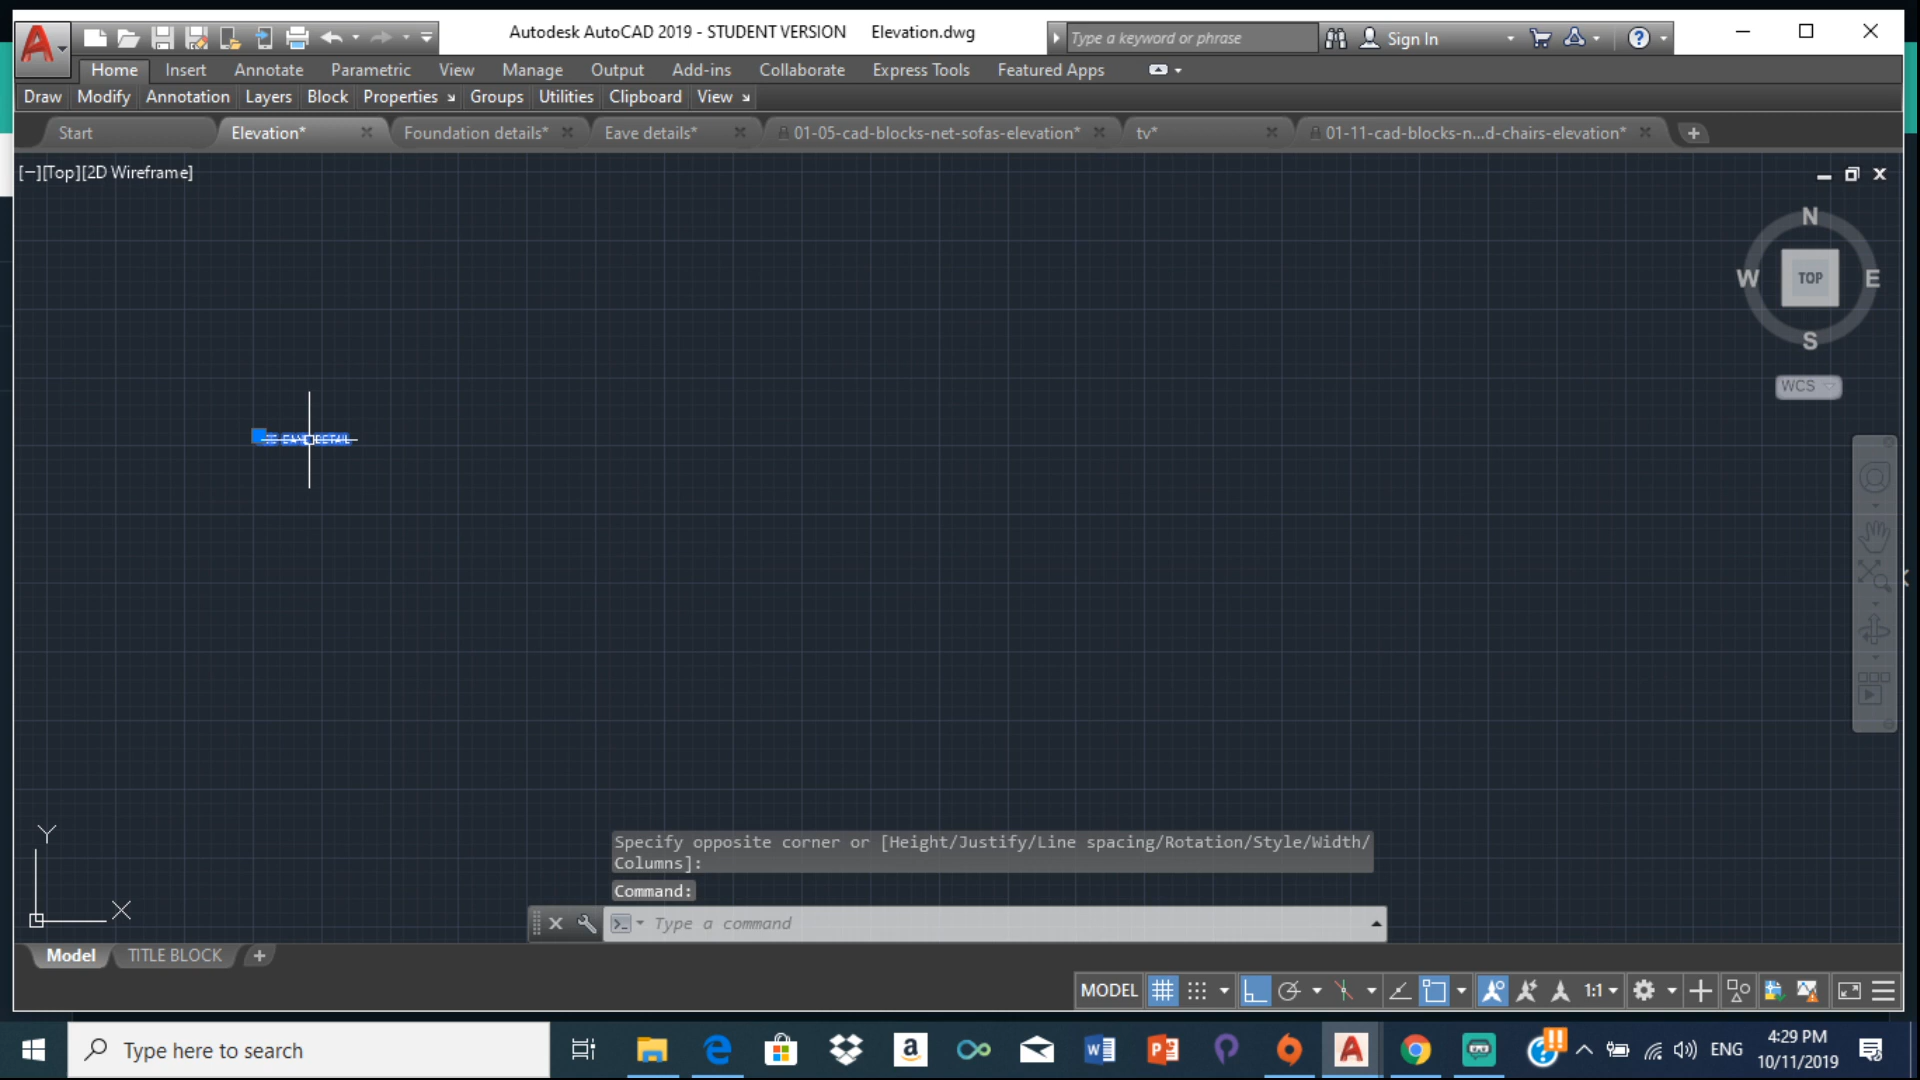 Autodesk AutoCAD 2019 - STUDENT VERSION Elevation.dwg
Type a keyword or phrase
Sign In
Home Insert Annotate Parametric View Manage Output Add-ins Collaborate Express Tools Featured Apps
Draw Modify Annotation Layers Block Properties Groups Utilities Clipboard View
Start Elevation* Foundation details* Eave details* 01-05-cad-blocks-net-sofas-elevation* tv* 01-11-cad-blocks-n...d-chairs-elevation*
[−][Top][2D Wireframe]
N
W TOP E
S
WCS
DETAIL
Y
X
Specify opposite corner or [Height/Justify/Line spacing/Rotation/Style/Width/
Columns]:
Command:
Type a command
Model TITLE BLOCK
MODEL 1:1
Type here to search
ENG
4:29 PM
10/11/2019